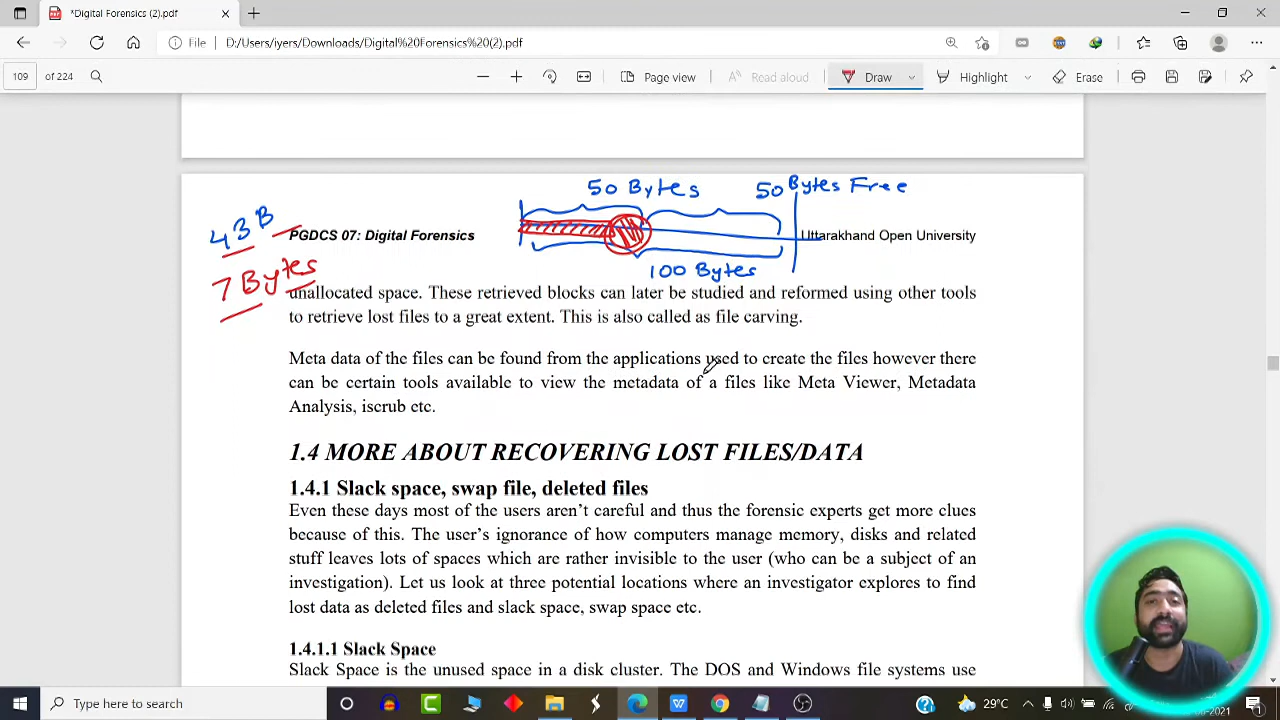 *Digital Forensics (2).pdf
File
D:/Users/iyers/Downloads/Digital%20Forensics%20(2).pdf
109
of 224
Page view
Read aloud
Draw
Highlight
Erase
50 Bytes
50 Bytes Free
43 B
PGDCS 07: Digital Forensics
Uttarakhand Open University
100 Bytes
7 Bytes
unallocated space. These retrieved blocks can later be studied and reformed using other tools
to retrieve lost files to a great extent. This is also called as file carving.
Meta data of the files can be found from the applications used to create the files however there
can be certain tools available to view the metadata of a files like Meta Viewer, Metadata
Analysis, iscrub etc.
1.4 MORE ABOUT RECOVERING LOST FILES/DATA
1.4.1 Slack space, swap file, deleted files
Even these days most of the users aren't careful and thus the forensic experts get more clues
because of this. The user's ignorance of how computers manage memory, disks and related
stuff leaves lots of spaces which are rather invisible to the user (who can be a subject of an
investigation). Let us look at three potential locations where an investigator explores to find
lost data as deleted files and slack space, swap space etc.
1.4.1.1 Slack Space
Slack Space is the unused space in a disk cluster. The DOS and Windows file systems use
Type here to search
29°C